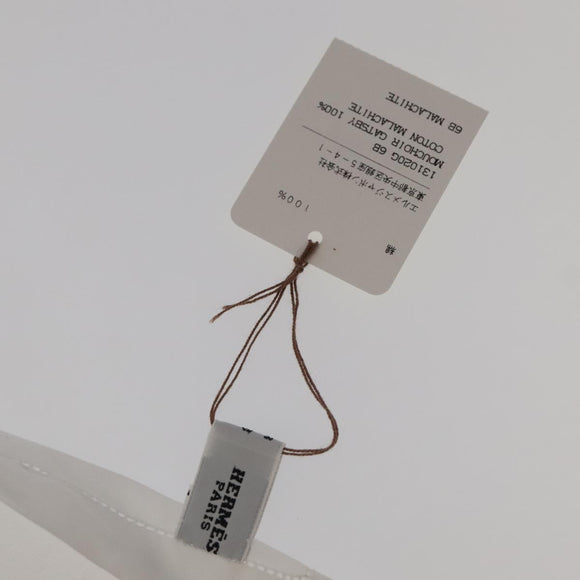 綿
100%
エルメスジャポン株式会社
東京都中央区銀座5-4-1
131020G 6B
MOUCHOIR GATSBY 100%
COTON MALACHITE
6B MALACHITE
HERMÈS
PARIS